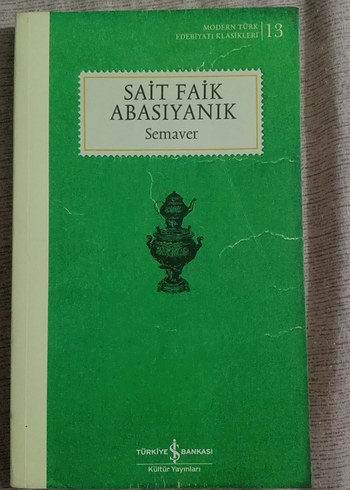 MODERN TÜRK
EDEBİYATI KLASİKLERİ 13
SAİT FAİK
ABASIYANIK
Semaver
TÜRKİYE İŞ BANKASI
Kültür Yayınları